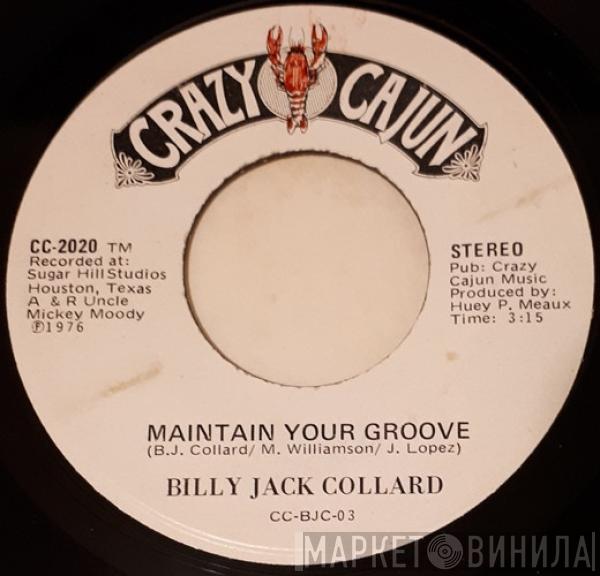 CRAZY CAJUN
CC-2020 TM
Recorded at:
Sugar Hill Studios
Houston, Texas
A & R Uncle
Mickey Moody
Ⓟ1976
STEREO
Pub: Crazy
Cajun Music
Produced by:
Huey P. Meaux
Time: 3:15
MAINTAIN YOUR GROOVE
(B.J. Collard/ M. Williamson/ J. Lopez)
BILLY JACK COLLARD
CC-BJC-03
МАРКЕТ ВИНИЛА